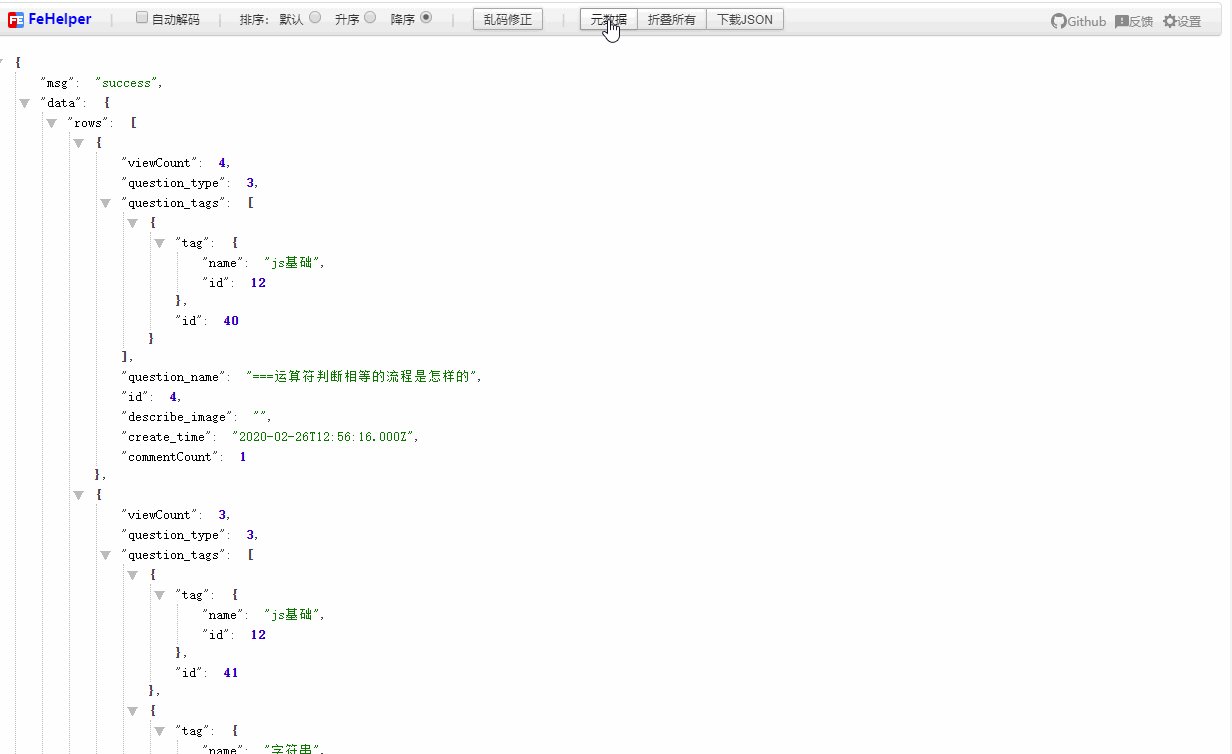 FeHelper | 自动解码 | 排序: 默认 升序 降序 | 乱码修正 | 元数据 折叠所有 下载JSON Github 反馈 设置
{
"msg": "success",
"data": {
"rows": [
{
"viewCount": 4,
"question_type": 3,
"question_tags": [
{
"tag": {
"name": "js基础",
"id": 12
},
"id": 40
}
],
"question_name": "===运算符判断相等的流程是怎样的",
"id": 4,
"describe_image": "",
"create_time": "2020-02-26T12:56:16.000Z",
"commentCount": 1
},
{
"viewCount": 3,
"question_type": 3,
"question_tags": [
{
"tag": {
"name": "js基础",
"id": 12
},
"id": 41
},
{
"tag": {
"name": "字符串",